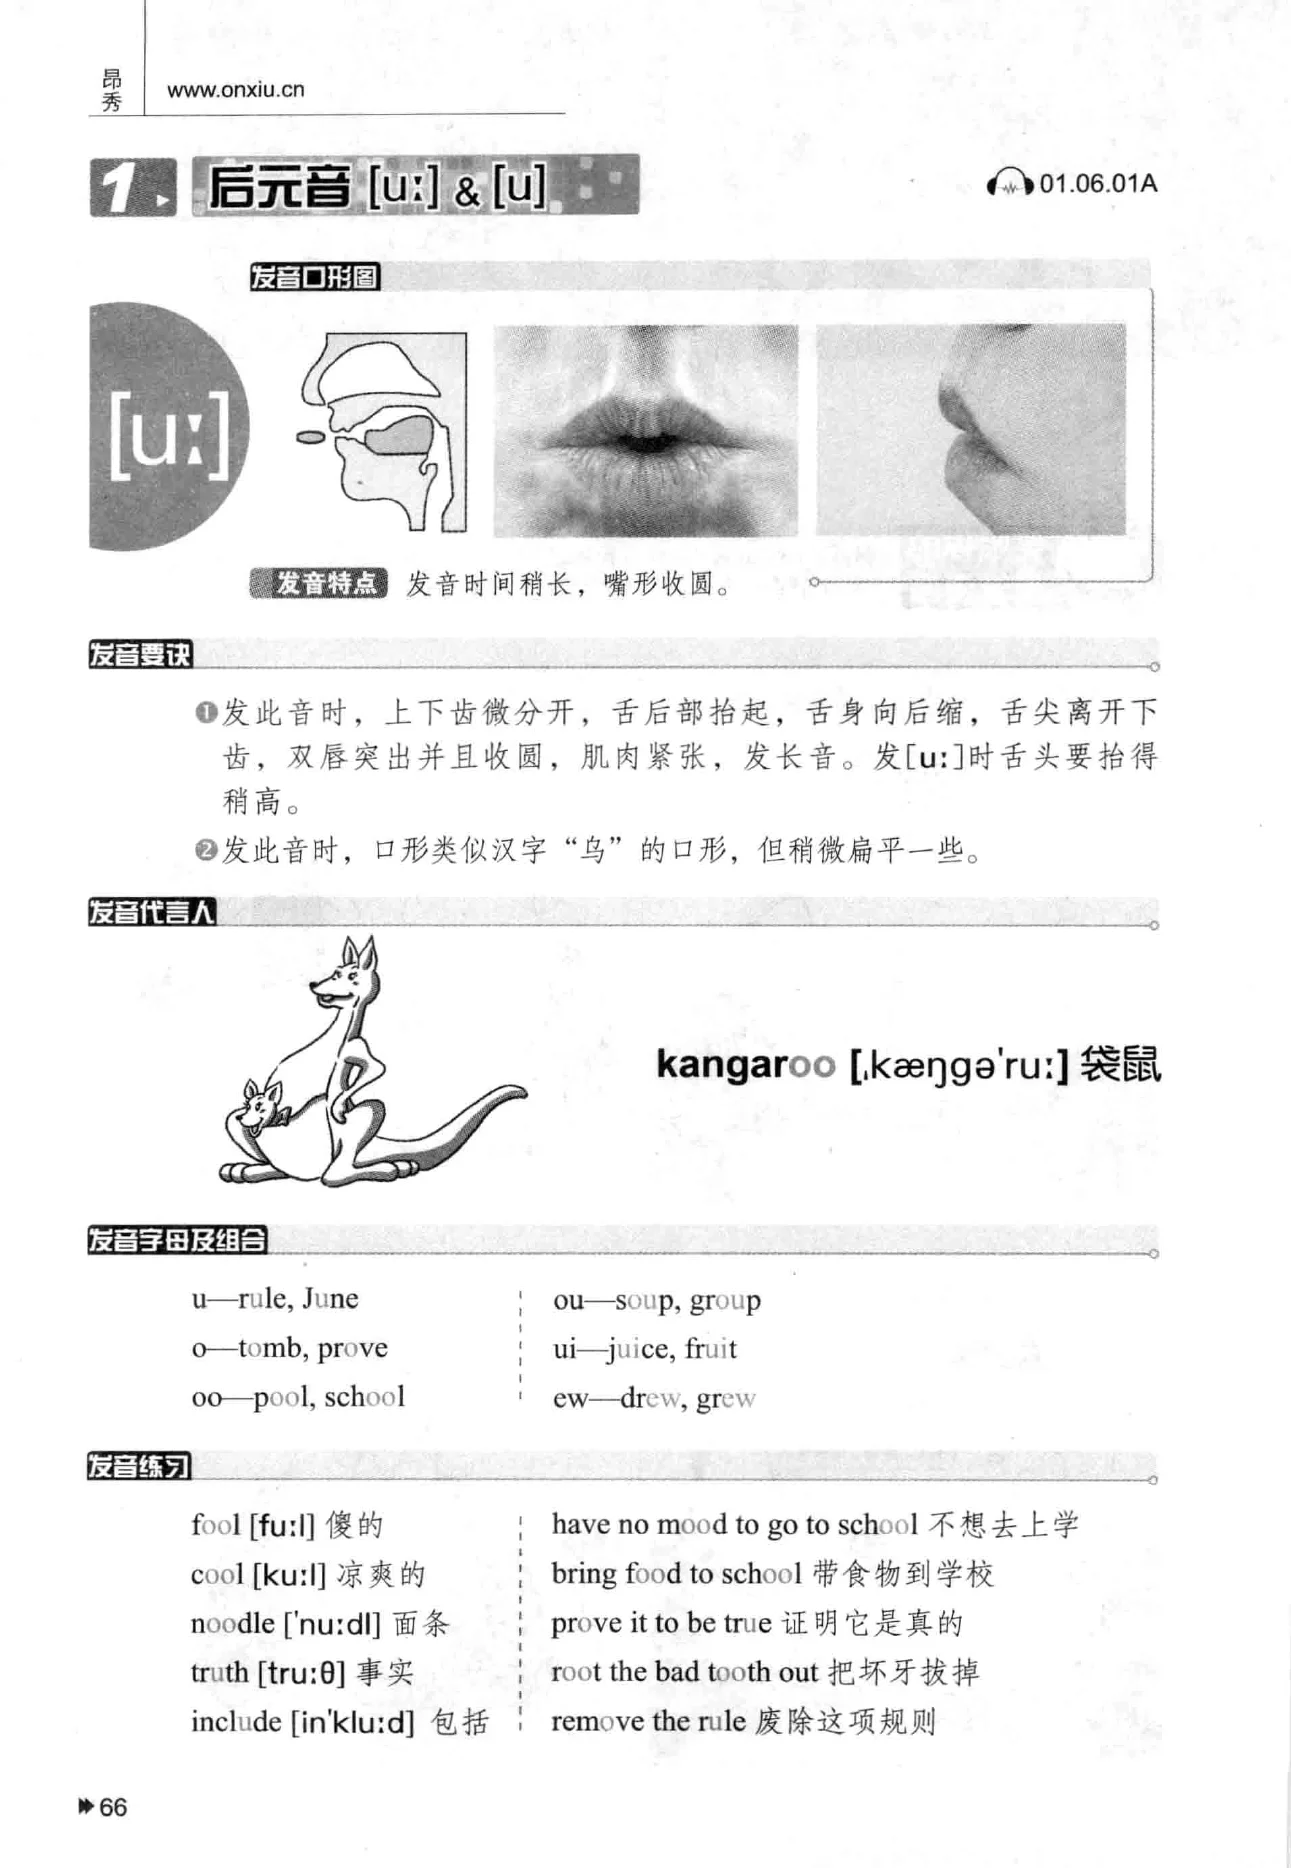 昂秀
www.onxiu.cn
1 后元音 [u:] & [u]
01.06.01A
发音口形图
[u:]
发音特点 发音时间稍长，嘴形收圆。
发音要诀
❶发此音时，上下齿微分开，舌后部抬起，舌身向后缩，舌尖离开下
齿，双唇突出并且收圆，肌肉紧张，发长音。发[u:]时舌头要抬得
稍高。
❷发此音时，口形类似汉字“乌”的口形，但稍微扁平一些。
发音代言人
kangaroo [ˌkæŋgə'ru:] 袋鼠
发音字母及组合
u—rule, June
o—tomb, prove
oo—pool, school
ou—soup, group
ui—juice, fruit
ew—drew, grew
发音练习
fool [fu:l] 傻的
cool [ku:l] 凉爽的
noodle ['nu:dl] 面条
truth [tru:θ] 事实
include [in'klu:d] 包括
have no mood to go to school 不想去上学
bring food to school 带食物到学校
prove it to be true 证明它是真的
root the bad tooth out 把坏牙拔掉
remove the rule 废除这项规则
66